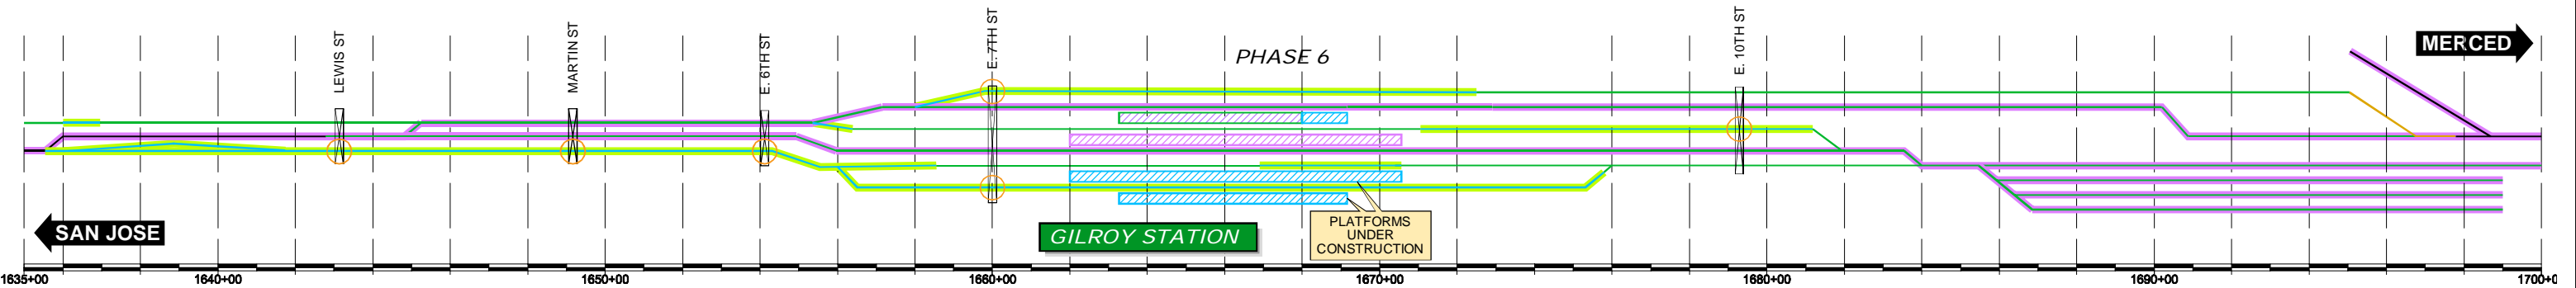 LEWIS ST
MARTIN ST
E. 6TH ST
E. 7TH ST
PHASE 6
E. 10TH ST
MERCED
SAN JOSE
GILROY STATION
PLATFORMS
UNDER
CONSTRUCTION
1635+00 1640+00 1650+00 1660+00 1670+00 1680+00 1690+00 1700+0